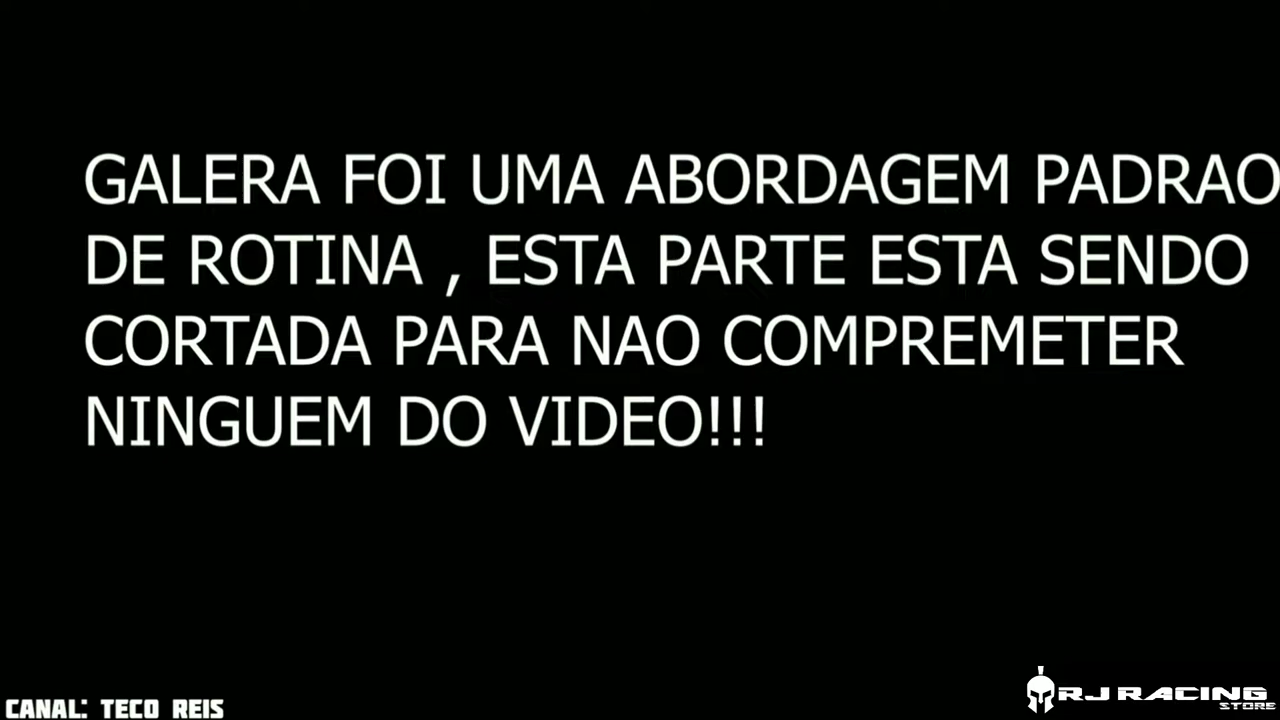 GALERA FOI UMA ABORDAGEM PADRAO
DE ROTINA , ESTA PARTE ESTA SENDO
CORTADA PARA NAO COMPREMETER
NINGUEM DO VIDEO!!!
CANAL: TECO REIS
RJ RACING
STORE